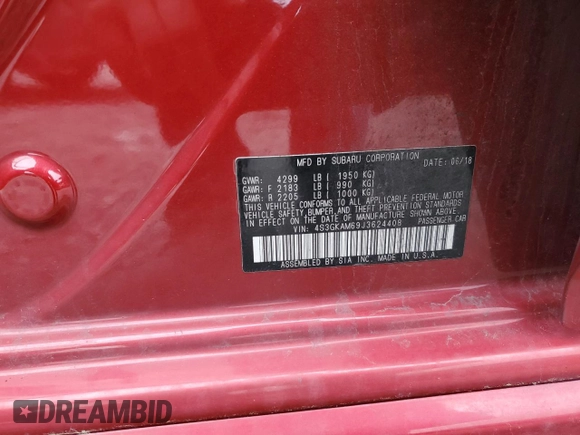 MFD BY SUBARU CORPORATION DATE: 06/18
GVWR: 4299 LB ( 1950 KG)
GAWR: F 2183 LB ( 990 KG)
GAWR: R 2205 LB ( 1000 KG)
THIS VEHICLE CONFORMS TO ALL APPLICABLE FEDERAL MOTOR
VEHICLE SAFETY, BUMPER, AND THEFT PREVENTION STANDARDS
IN EFFECT ON THE DATE OF MANUFACTURE SHOWN ABOVE.
VIN: 4S3GKAM69J3624408 PASSENGER CAR
ASSEMBLED BY SIA INC. MADE IN U.S.A.
DREAMBID